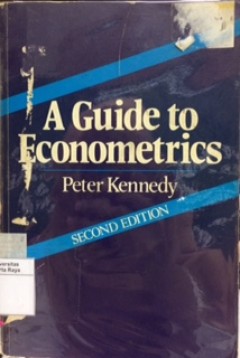 A Guide to
Econometrics
Peter Kennedy
SECOND EDITION